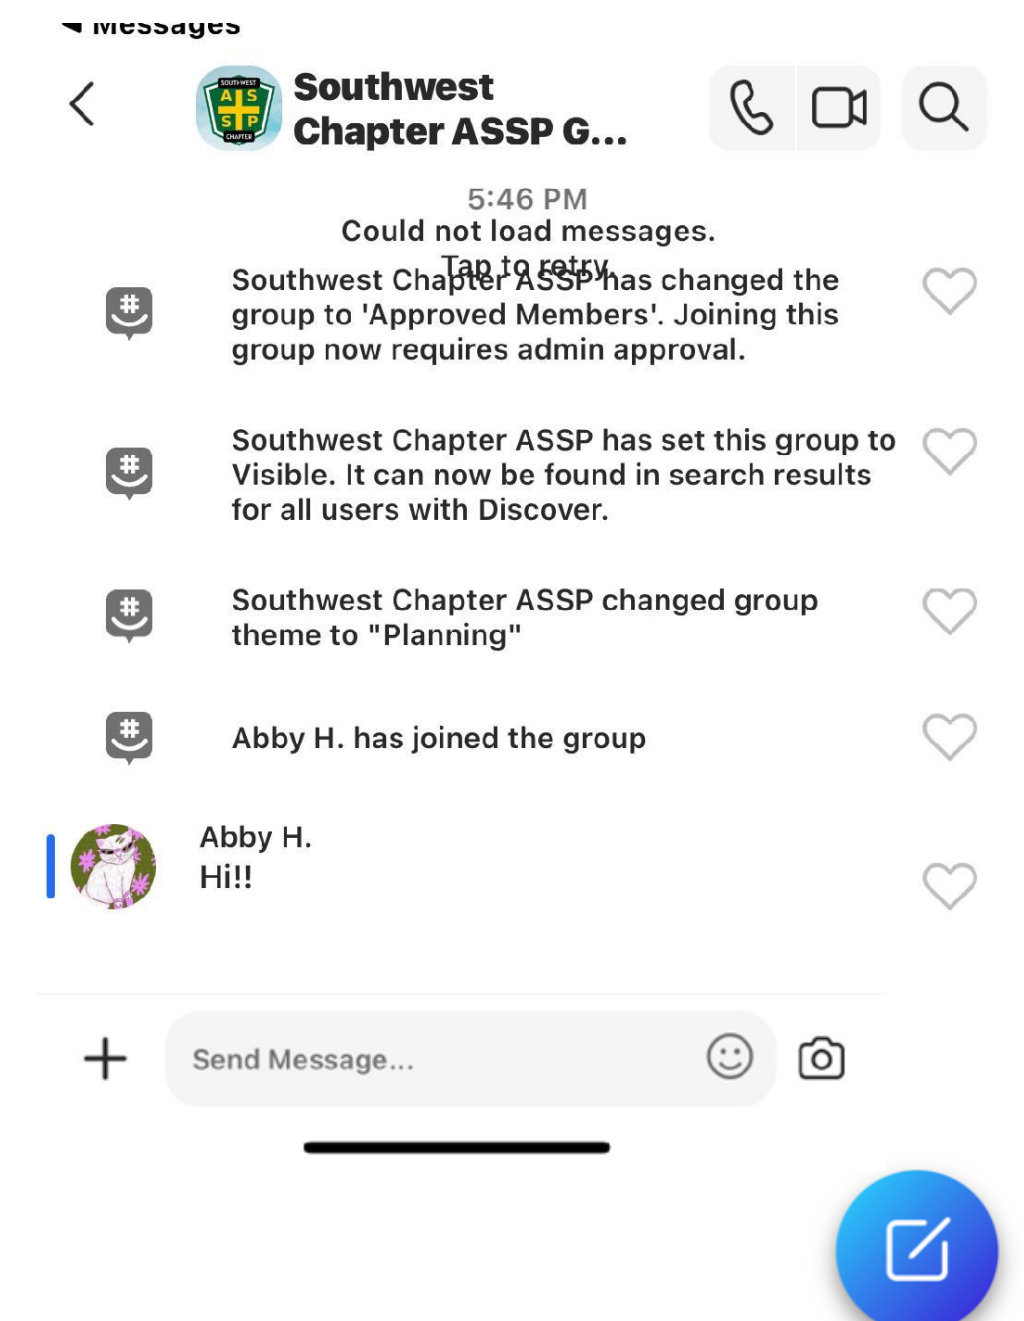 Messages
SOUTH-WEST
A S
S P
CHAPTER
Southwest
Chapter ASSP G...
5:46 PM
Could not load messages.
Tap to retry.
Southwest Chapter ASSP has changed the
group to 'Approved Members'. Joining this
group now requires admin approval.
Southwest Chapter ASSP has set this group to
Visible. It can now be found in search results
for all users with Discover.
Southwest Chapter ASSP changed group
theme to "Planning"
Abby H. has joined the group
Abby H.
Hi!!
Send Message...